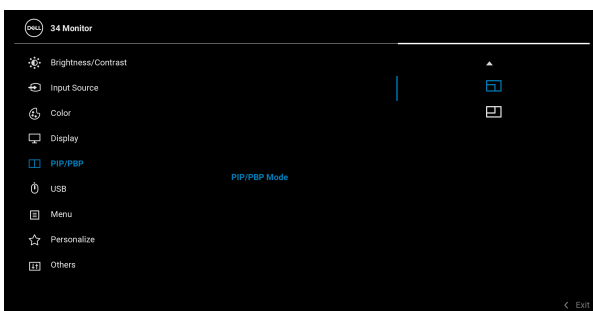 DELL
34 Monitor
Brightness/Contrast
Input Source
Color
Display
PIP/PBP
PIP/PBP Mode
USB
Menu
Personalize
Others
Exit